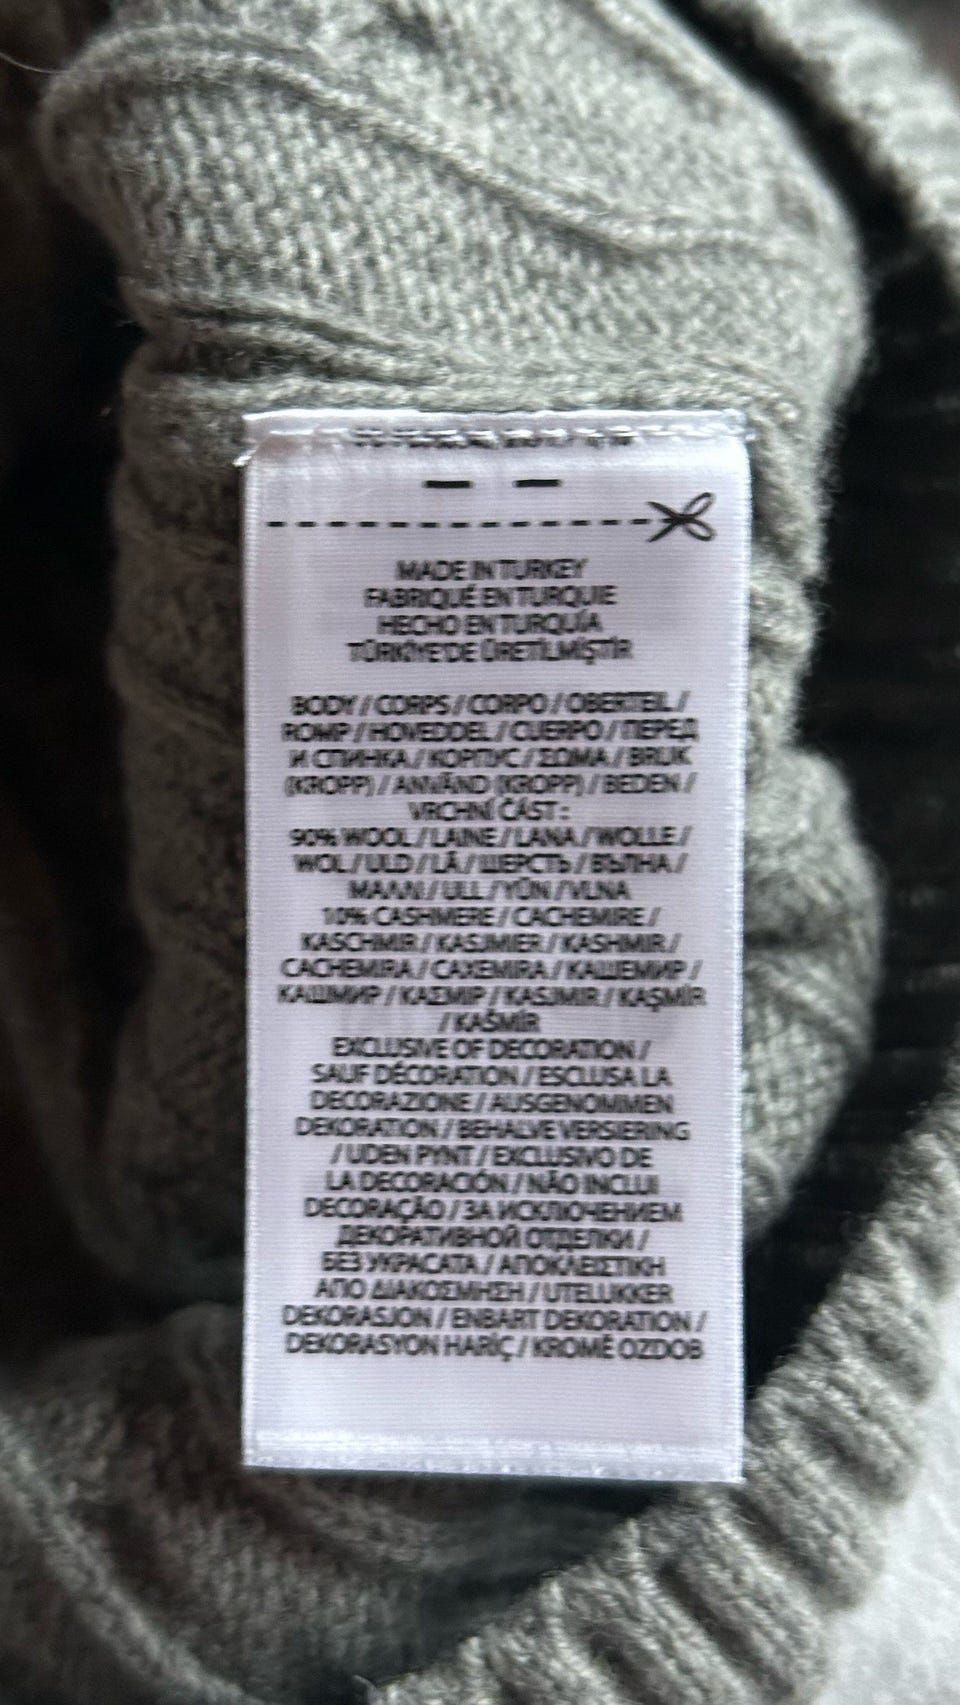 MADE IN TURKEY
FABRIQUÉ EN TURQUIE
HECHO EN TURQUÍA
TÜRKİYE'DE ÜRETİLMİŞTİR
BODY / CORPS / CORPO / OBERTEIL /
ROMP / HOVEDDEL / CUERPO / ПЕРЕД
И СПИНКА / КОРПУС / ΣΩΜΑ / BRUK
(KROPP) / ANVÄND (KROPP) / BEDEN /
VRCHNÍ ČÁST :
90% WOOL / LAINE / LANA / WOLLE /
WOL / ULD / LÃ / ШЕРСТЬ / ВЪЛНА /
ΜΑΛΛΙ / ULL / YÜN / VLNA
10% CASHMERE / CACHEMIRE /
KASCHMIR / KASJMIER / KASHMIR /
CACHEMIRA / CAXEMIRA / КАШЕМИР /
КАШМИР / ΚΑΣΜΙΡ / KASJMIR / KAŞMİR
/ KAŠMÍR
EXCLUSIVE OF DECORATION /
SAUF DÉCORATION / ESCLUSA LA
DECORAZIONE / AUSGENOMMEN
DEKORATION / BEHALVE VERSIERING
/ UDEN PYNT / EXCLUSIVO DE
LA DECORACIÓN / NÃO INCLUI
DECORAÇÃO / ЗА ИСКЛЮЧЕНИЕМ
ДЕКОРАТИВНОЙ ОТДЕЛКИ /
БЕЗ УКРАСАТА / ΑΠΟΚΛΕΙΣΤΙΚΗ
ΑΠΟ ΔΙΑΚΟΣΜΗΣΗ / UTELUKKER
DEKORASJON / ENBART DEKORATION /
DEKORASYON HARİÇ / KROMĚ OZDOB